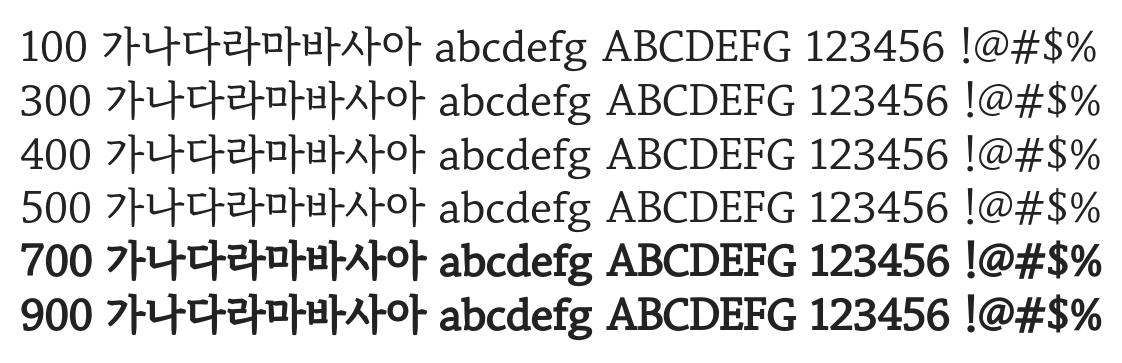 100 가나다라마바사아 abcdefg ABCDEFG 123456 !@#$%
300 가나다라마바사아 abcdefg ABCDEFG 123456 !@#$%
400 가나다라마바사아 abcdefg ABCDEFG 123456 !@#$%
500 가나다라마바사아 abcdefg ABCDEFG 123456 !@#$%
700 가나다라마바사아 abcdefg ABCDEFG 123456 !@#$%
900 가나다라마바사아 abcdefg ABCDEFG 123456 !@#$%